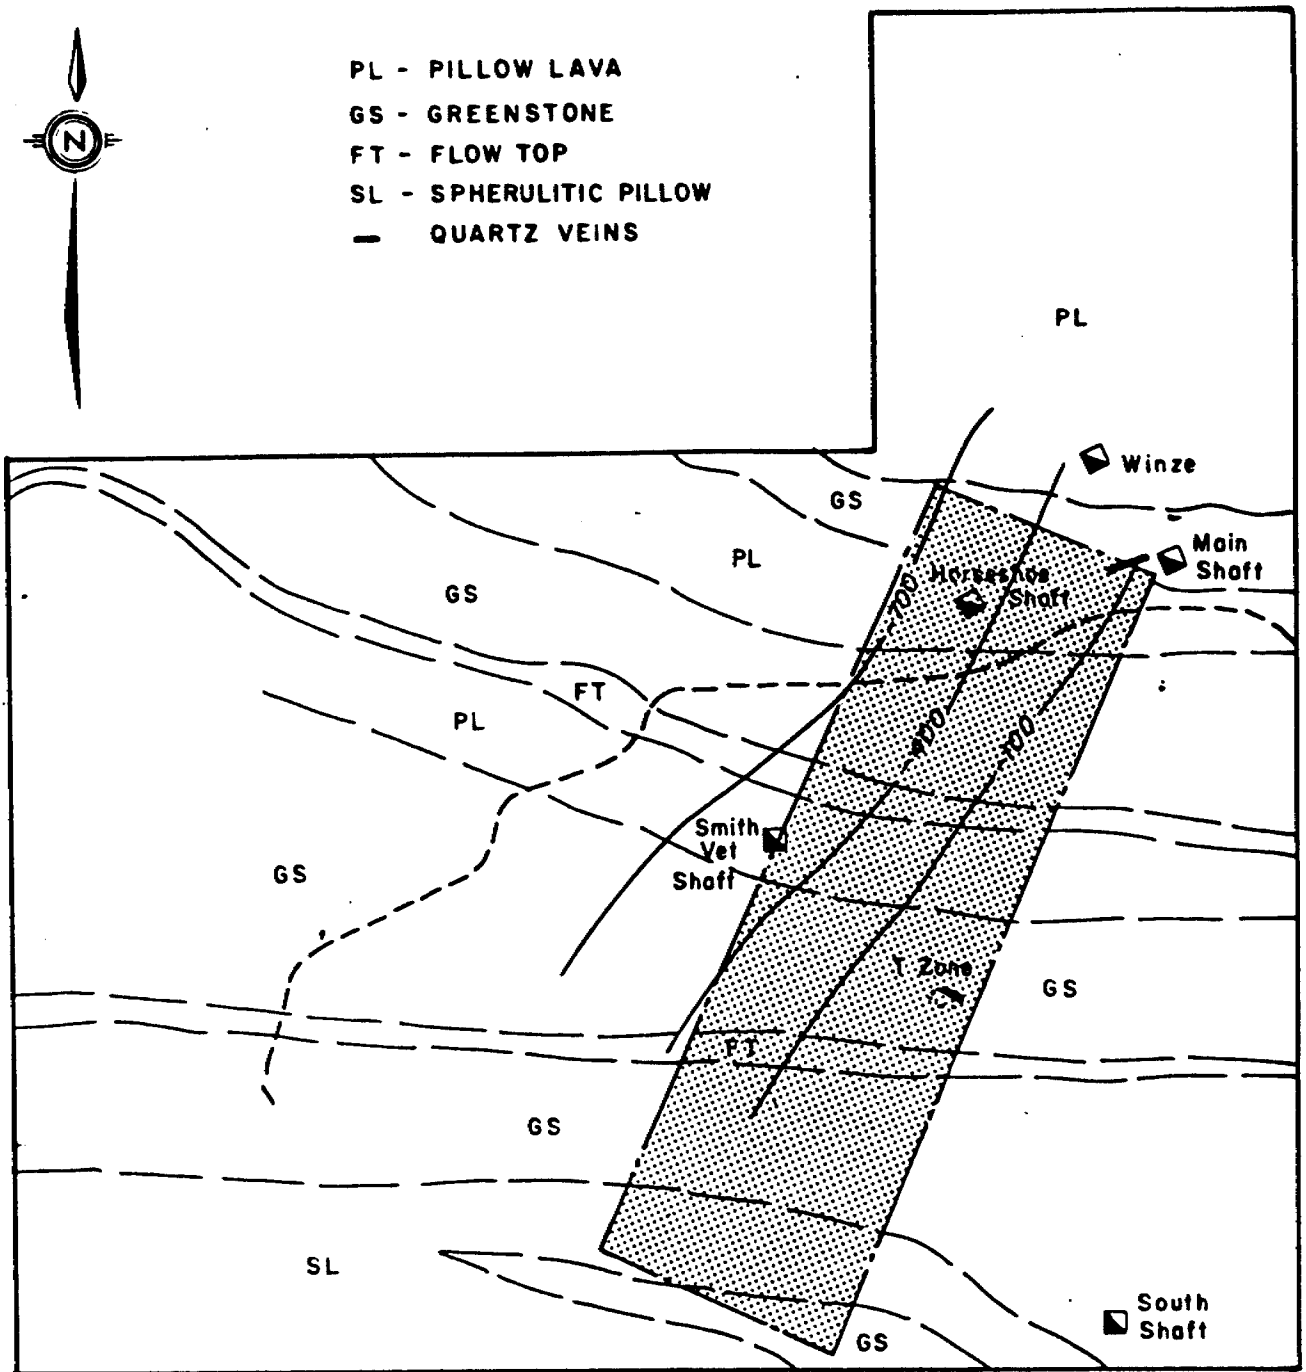 PL - PILLOW LAVA
GS - GREENSTONE
FT - FLOW TOP
SL - SPHERULITIC PILLOW
QUARTZ VEINS
N
PL
Winze
GS
Main
Shaft
PL
Horseshoe
Shaft
700
GS
FT
PL
400
100
Smith
Vet
Shaft
GS
T Zone
GS
FT
GS
SL
South
Shaft
GS